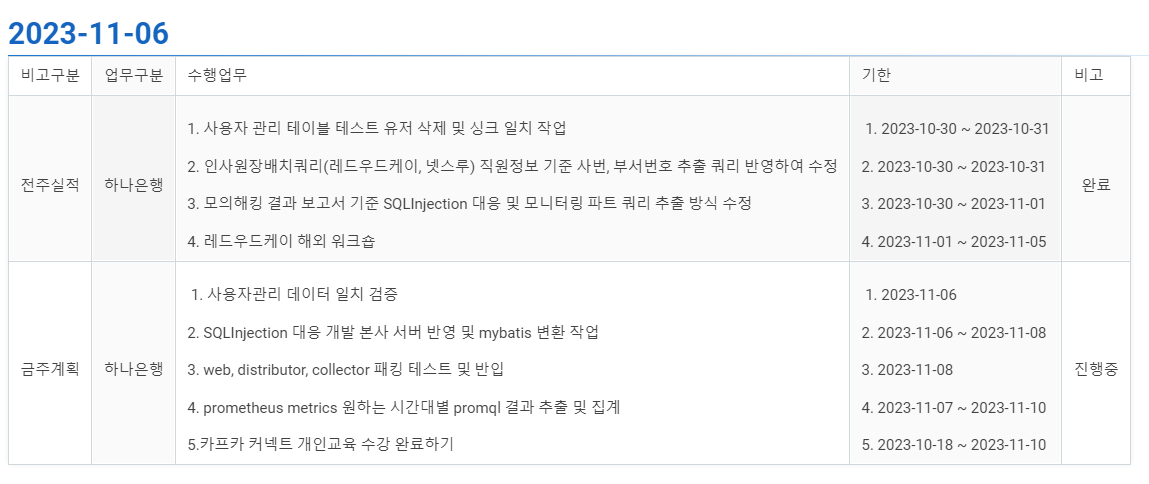 2023-11-06
비고구분 업무구분 수행업무 기한 비고
1. 사용자 관리 테이블 테스트 유저 삭제 및 싱크 일치 작업 1. 2023-10-30 ~ 2023-10-31
2. 인사원장배치쿼리(레드우드케이, 넷스루) 직원정보 기준 사번, 부서번호 추출 쿼리 반영하여 수정 2. 2023-10-30 ~ 2023-10-31
전주실적 하나은행 완료
3. 모의해킹 결과 보고서 기준 SQLInjection 대응 및 모니터링 파트 쿼리 추출 방식 수정 3. 2023-10-30 ~ 2023-11-01
4. 레드우드케이 해외 워크숍 4. 2023-11-01 ~ 2023-11-05
1. 사용자관리 데이터 일치 검증 1. 2023-11-06
2. SQLInjection 대응 개발 본사 서버 반영 및 mybatis 변환 작업 2. 2023-11-06 ~ 2023-11-08
금주계획 하나은행 3. web, distributor, collector 패킹 테스트 및 반입 3. 2023-11-08 진행중
4. prometheus metrics 원하는 시간대별 promql 결과 추출 및 집계 4. 2023-11-07 ~ 2023-11-10
5.카프카 커넥트 개인교육 수강 완료하기 5. 2023-10-18 ~ 2023-11-10